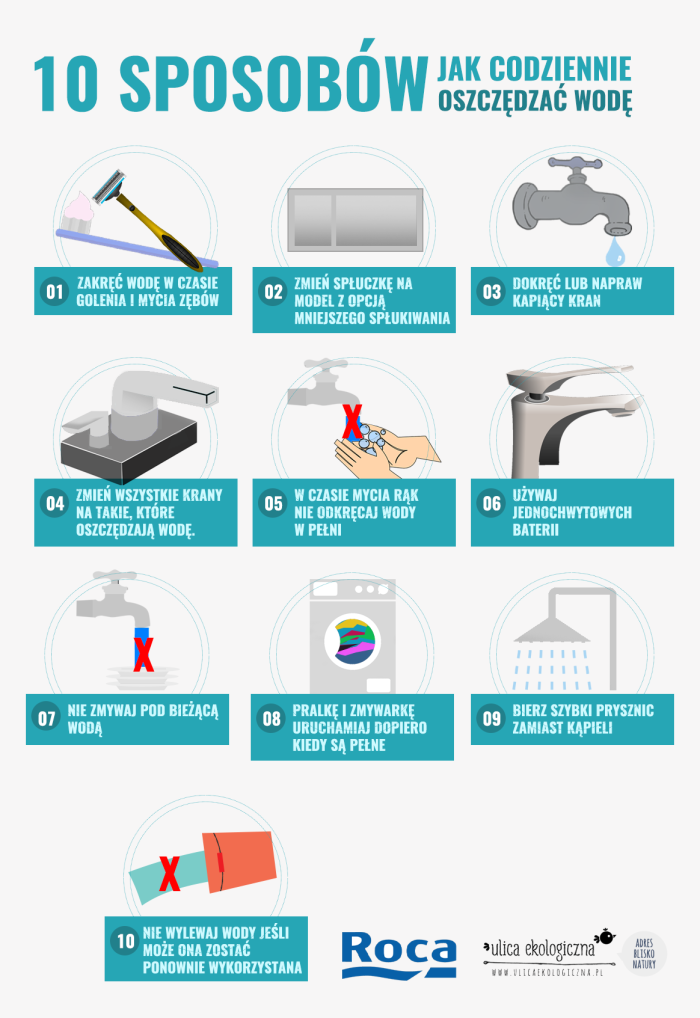 10 SPOSOBÓW
JAK CODZIENNIE
OSZCZĘDZAĆ WODĘ
01
ZAKRĘĆ WODĘ W CZASIE
GOLENIA I MYCIA ZĘBÓW
02
ZMIEŃ SPŁUCZKĘ NA
MODEL Z OPCJĄ
MNIEJSZEGO SPŁUKIWANIA
03
DOKRĘĆ LUB NAPRAW
KAPIĄCY KRAN
04
ZMIEŃ WSZYSTKIE KRANY
NA TAKIE, KTÓRE
OSZCZĘDZAJĄ WODĘ.
05
W CZASIE MYCIA RĄK
NIE ODKRĘCAJ WODY
W PEŁNI
06
UŻYWAJ
JEDNOCHWYTOWYCH
BATERII
07
NIE ZMYWAJ POD BIEŻĄCĄ
WODĄ
08
PRALKĘ I ZMYWARKĘ
URUCHAMIAJ DOPIERO
KIEDY SĄ PEŁNE
09
BIERZ SZYBKI PRYSZNIC
ZAMIAST KĄPIELI
10
NIE WYLEWAJ WODY JEŚLI
MOŻE ONA ZOSTAĆ
PONOWNIE WYKORZYSTANA
Roca
ulica ekologiczna
WWW.ULICAEKOLOGICZNA.PL
ADRES
BLISKO
NATURY